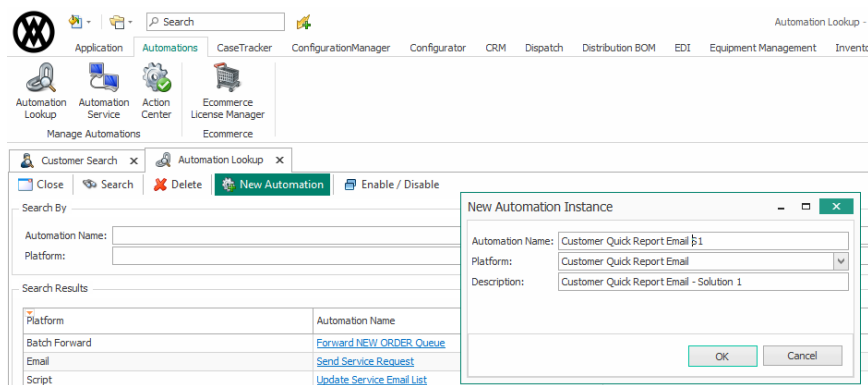 Search
Automation Lookup -
Application Automations CaseTracker ConfigurationManager Configurator CRM Dispatch Distribution BOM EDI Equipment Management Invento
Automation Lookup
Automation Service
Action Center
Ecommerce License Manager
Manage Automations Ecommerce
Customer Search x Automation Lookup x
Close Search Delete New Automation Enable / Disable
Search By
Automation Name:
Platform:
Search Results
Platform Automation Name
Batch Forward Forward NEW ORDER Queue
Email Send Service Request
Script Update Service Email List
New Automation Instance
Automation Name: Customer Quick Report Email S1
Platform: Customer Quick Report Email
Description: Customer Quick Report Email - Solution 1
OK Cancel